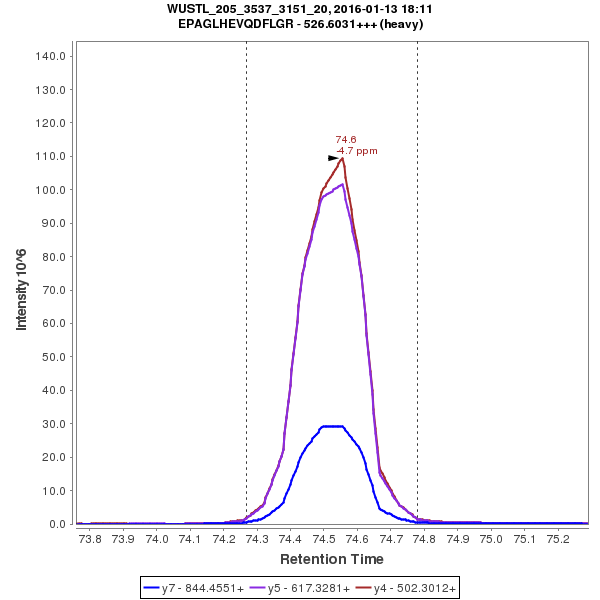 WUSTL_205_3537_3151_20, 2016-01-13 18:11
EPAGLHEVQDFLGR - 526.6031+++ (heavy)
Intensity 10^6
140.0
130.0
120.0
110.0
100.0
90.0
80.0
70.0
60.0
50.0
40.0
30.0
20.0
10.0
0.0
74.6
-4.7 ppm
73.8 73.9 74.0 74.1 74.2 74.3 74.4 74.5 74.6 74.7 74.8 74.9 75.0 75.1 75.2
Retention Time
y7 - 844.4551+ y5 - 617.3281+ y4 - 502.3012+